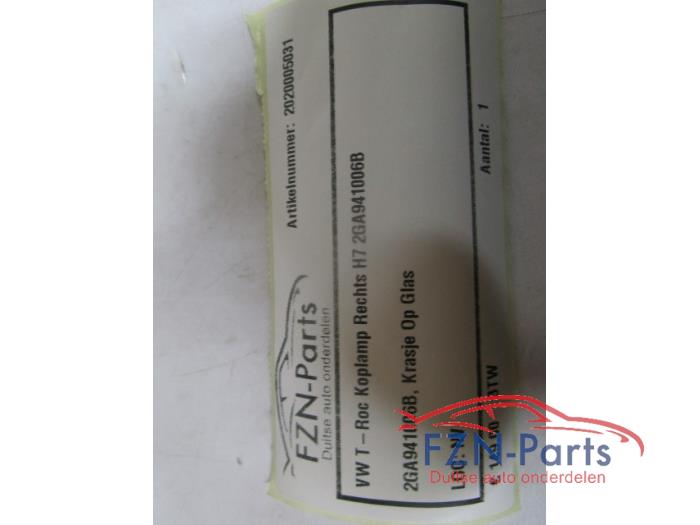 FZN-Parts
Duitse auto onderdelen
Artikelnummer: 2020005031
VW T-Roc Koplamp Rechts H7 2GA941006B
2GA941006B, Krasje Op Glas
Aantal: 1
FZN-Parts
Duitse auto onderdelen